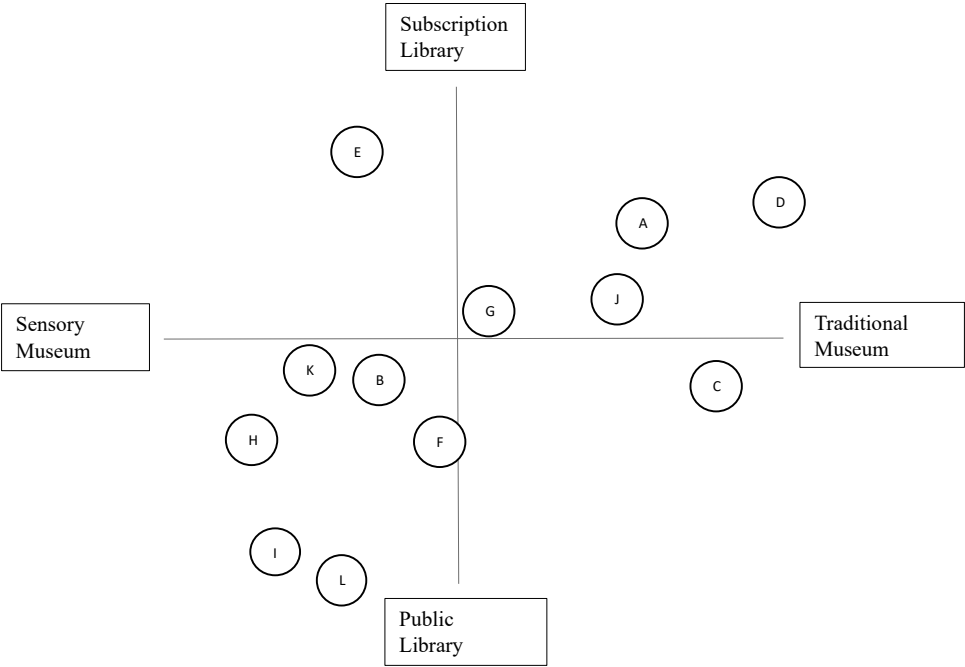 Subscription
Library
E
D
A
J
G
Sensory
Museum
Traditional
Museum
K
B
C
H
F
I
L
Public
Library